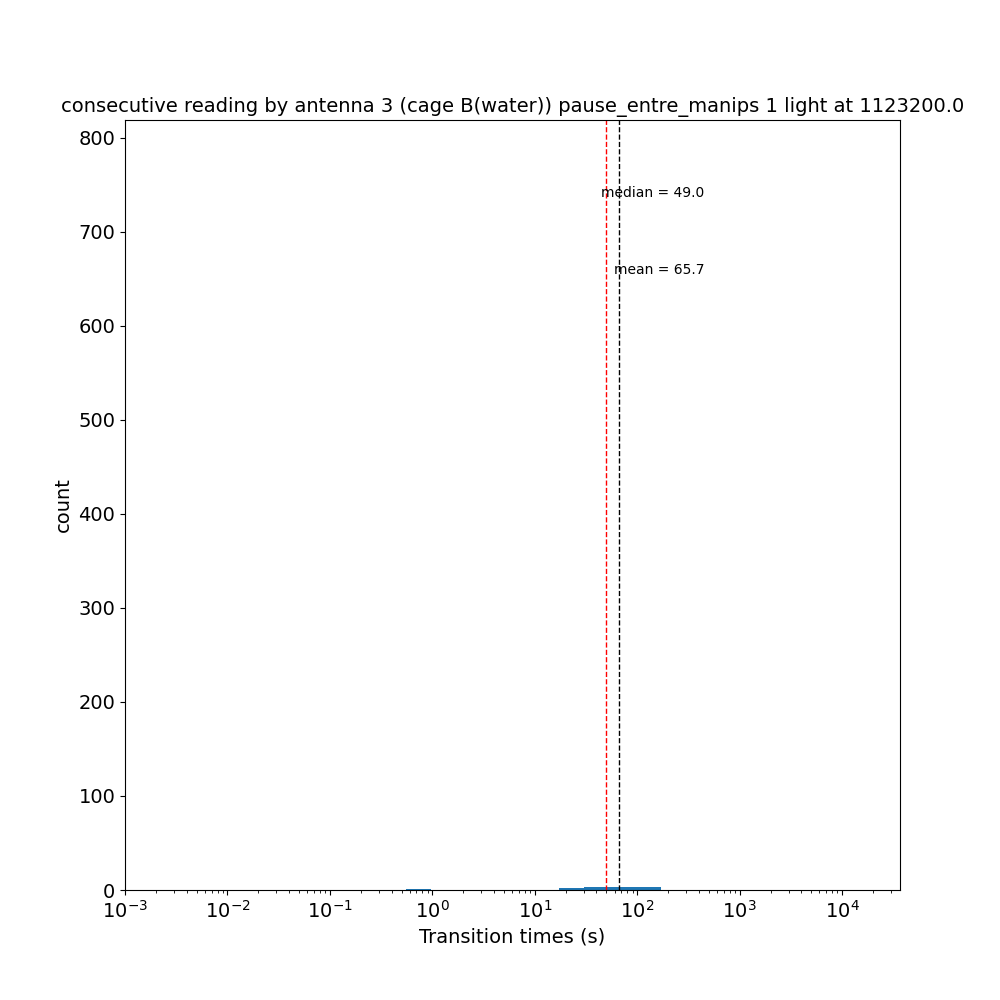 consecutive reading by antenna 3 (cage B(water)) pause_entre_manips 1 light at 1123200.0
800
median = 49.0
700
mean = 65.7
600
500
count
400
300
200
100
0
10⁻³ 10⁻² 10⁻¹ 10⁰ 10¹ 10² 10³ 10⁴
Transition times (s)